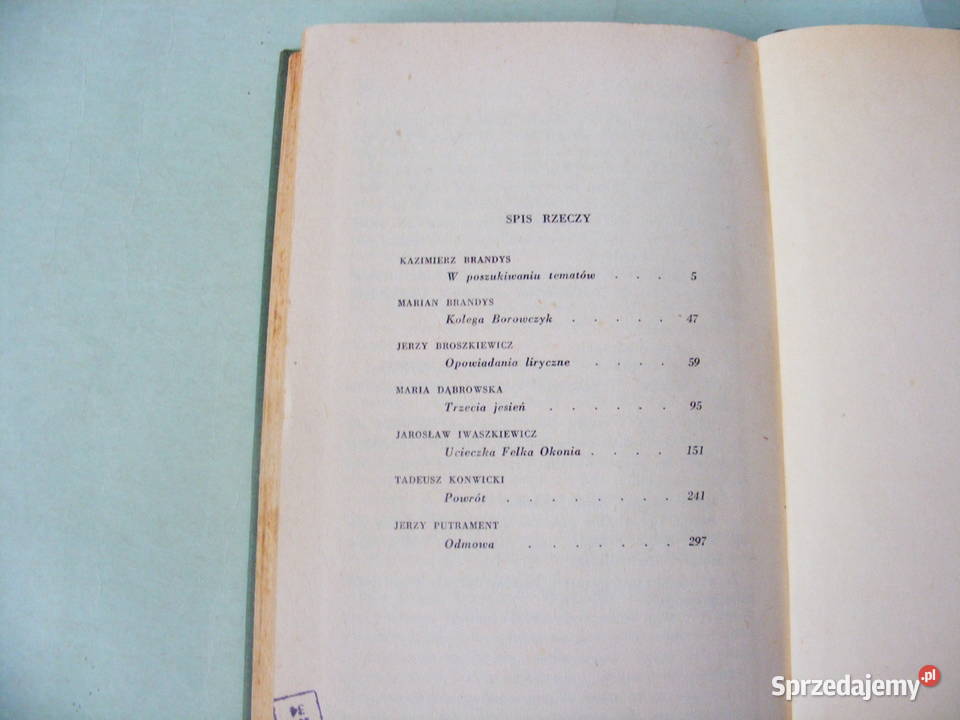 SPIS RZECZY
KAZIMIERZ BRANDYS
W poszukiwaniu tematów . . . 5
MARIAN BRANDYS
Kolega Borowczyk . . . . . 47
JERZY BROSZKIEWICZ
Opowiadania liryczne . . . . 59
MARIA DĄBROWSKA
Trzecia jesień . . . . . . 95
JAROSŁAW IWASZKIEWICZ
Ucieczka Felka Okonia . . . . 151
TADEUSZ KONWICKI
Powrót . . . . . . . . 241
JERZY PUTRAMENT
Odmowa . . . . . . . 297
34
Sprzedajemy.pl